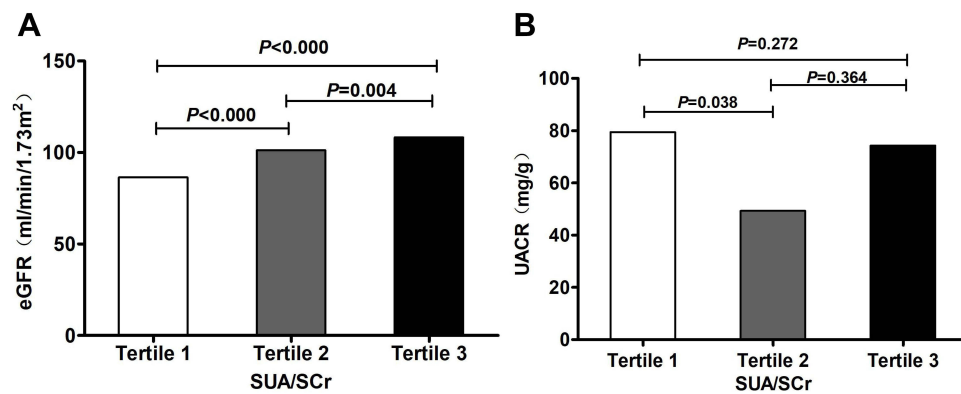 A
P<0.000
P=0.004
P<0.000
150
100
50
0
eGFR（ml/min/1.73m²）
Tertile 1 Tertile 2 Tertile 3
SUA/SCr
B
P=0.272
P=0.364
P=0.038
100
80
60
40
20
0
UACR（mg/g）
Tertile 1 Tertile 2 Tertile 3
SUA/SCr